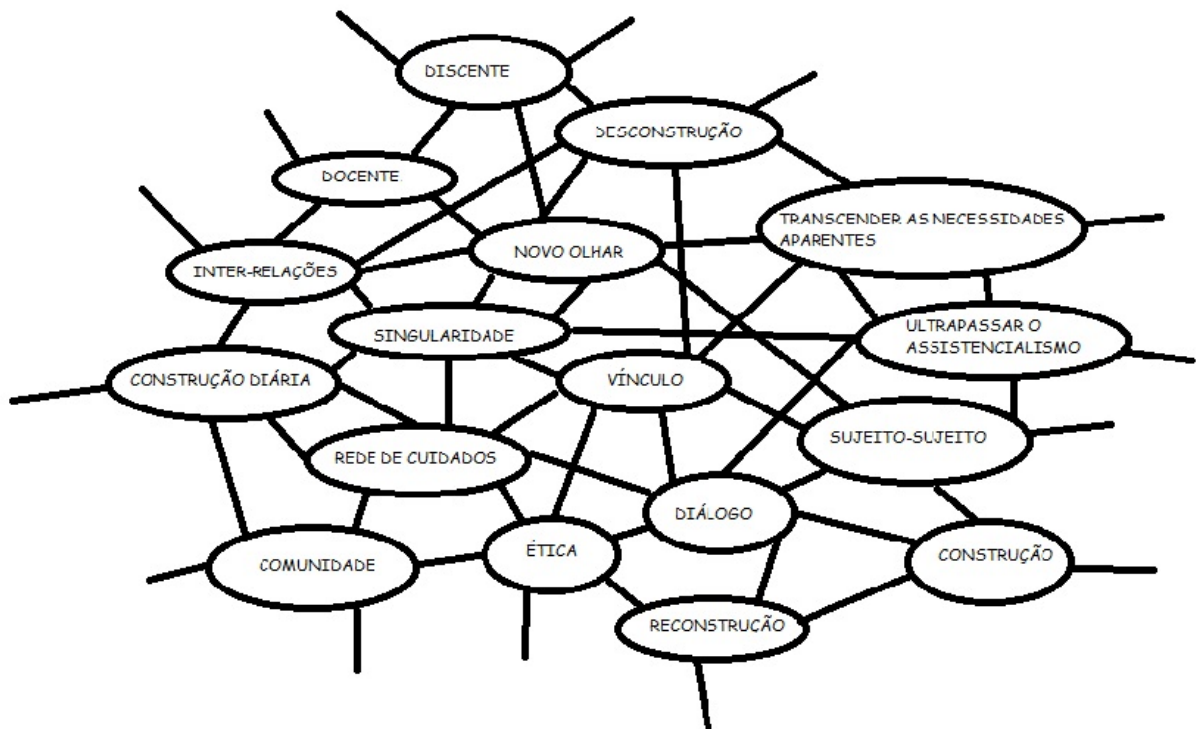 DISCENTE
DESCONSTRUÇÃO
DOCENTE
TRANSCENDER AS NECESSIDADES
APARENTES
NOVO OLHAR
INTER-RELAÇÕES
SINGULARIDADE
ULTRAPASSAR O
ASSISTENCIALISMO
CONSTRUÇÃO DIÁRIA
VÍNCULO
SUJEITO-SUJEITO
REDE DE CUIDADOS
DIÁLOGO
ÉTICA
CONSTRUÇÃO
COMUNIDADE
RECONSTRUÇÃO